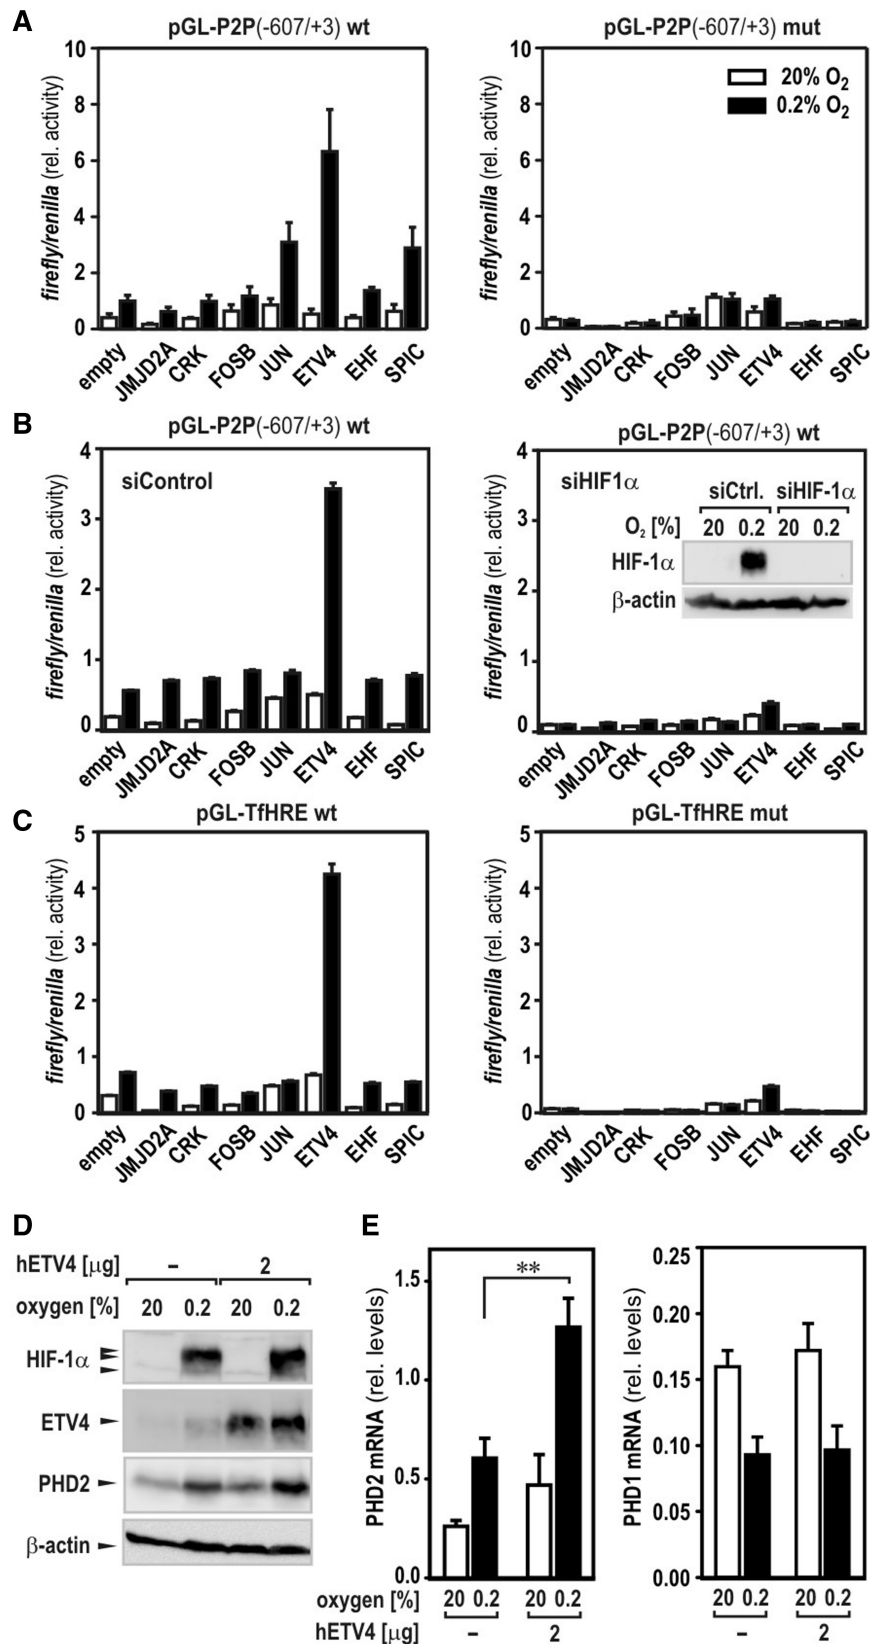 A
pGL-P2P(-607/+3) wt
pGL-P2P(-607/+3) mut
firefly/renilla (rel. activity)
10
8
6
4
2
0
empty JMJD2A CRK FOSB JUN ETV4 EHF SPIC
firefly/renilla (rel. activity)
10
8
6
4
2
0
20% O₂
0.2% O₂
empty JMJD2A CRK FOSB JUN ETV4 EHF SPIC
B
pGL-P2P(-607/+3) wt
pGL-P2P(-607/+3) wt
firefly/renilla (rel. activity)
4
3
2
1
0
siControl
empty JMJD2A CRK FOSB JUN ETV4 EHF SPIC
firefly/renilla (rel. activity)
4
3
2
1
0
siHIF1α
siCtrl. siHIF-1α
O₂ [%] 20 0.2 20 0.2
HIF-1α
β-actin
empty JMJD2A CRK FOSB JUN ETV4 EHF SPIC
C
pGL-TfHRE wt
pGL-TfHRE mut
firefly/renilla (rel. activity)
5
4
3
2
1
0
empty JMJD2A CRK FOSB JUN ETV4 EHF SPIC
firefly/renilla (rel. activity)
5
4
3
2
1
0
empty JMJD2A CRK FOSB JUN ETV4 EHF SPIC
D
hETV4 [μg] – 2
oxygen [%] 20 0.2 20 0.2
HIF-1α
ETV4
PHD2
β-actin
E
PHD2 mRNA (rel. levels)
1.5
1.0
0.5
0.0
**
oxygen [%] 20 0.2 20 0.2
hETV4 [μg] – 2
PHD1 mRNA (rel. levels)
0.25
0.20
0.15
0.10
0.05
0.00
20 0.2 20 0.2
– 2